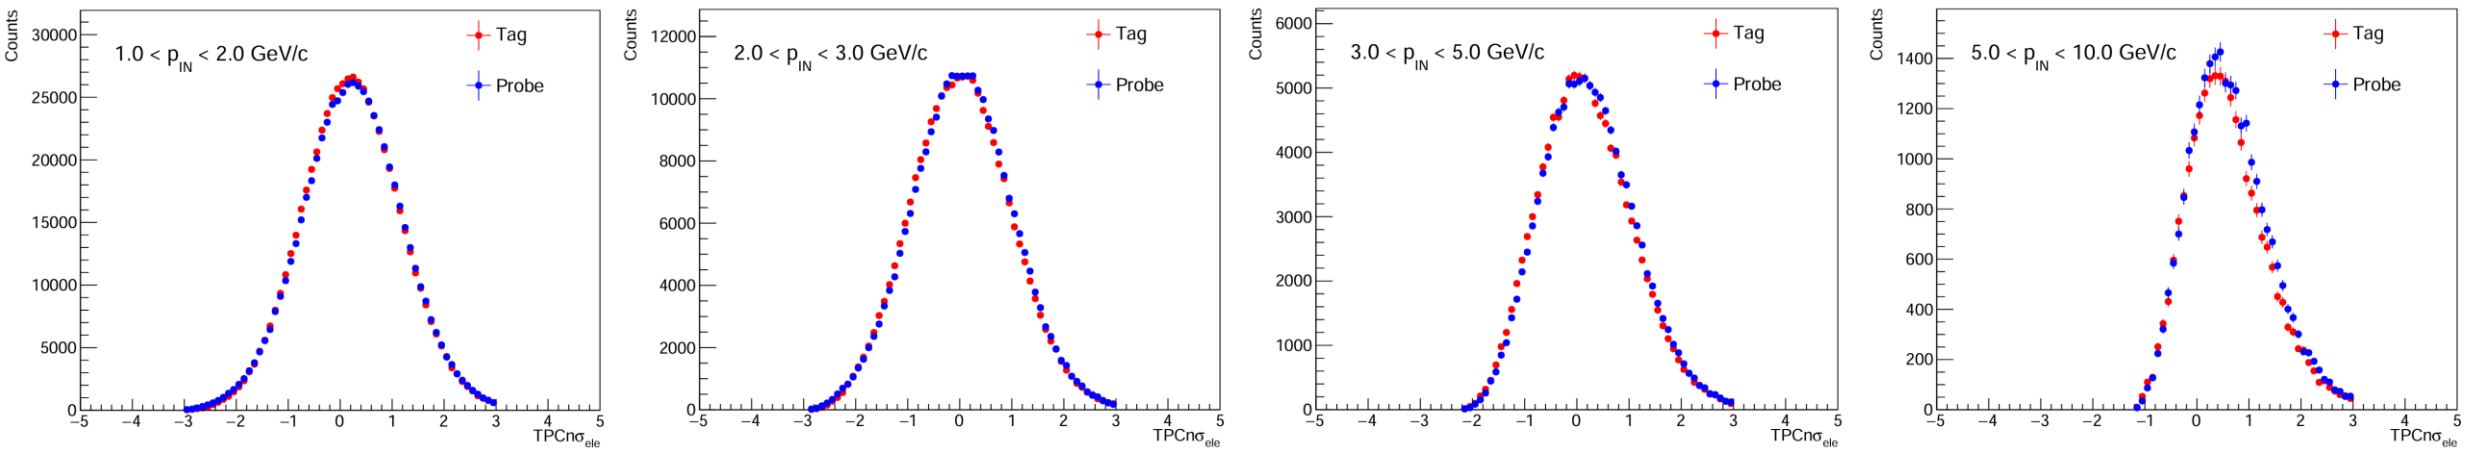 Counts
30000
25000
20000
15000
10000
5000
0
1.0 < p_IN < 2.0 GeV/c
Tag
Probe
−5 −4 −3 −2 −1 0 1 2 3 4 5
TPCnσ_ele
Counts
12000
10000
8000
6000
4000
2000
0
2.0 < p_IN < 3.0 GeV/c
Tag
Probe
−5 −4 −3 −2 −1 0 1 2 3 4 5
TPCnσ_ele
Counts
6000
5000
4000
3000
2000
1000
0
3.0 < p_IN < 5.0 GeV/c
Tag
Probe
−5 −4 −3 −2 −1 0 1 2 3 4 5
TPCnσ_ele
Counts
1400
1200
1000
800
600
400
200
0
5.0 < p_IN < 10.0 GeV/c
Tag
Probe
−5 −4 −3 −2 −1 0 1 2 3 4 5
TPCnσ_ele